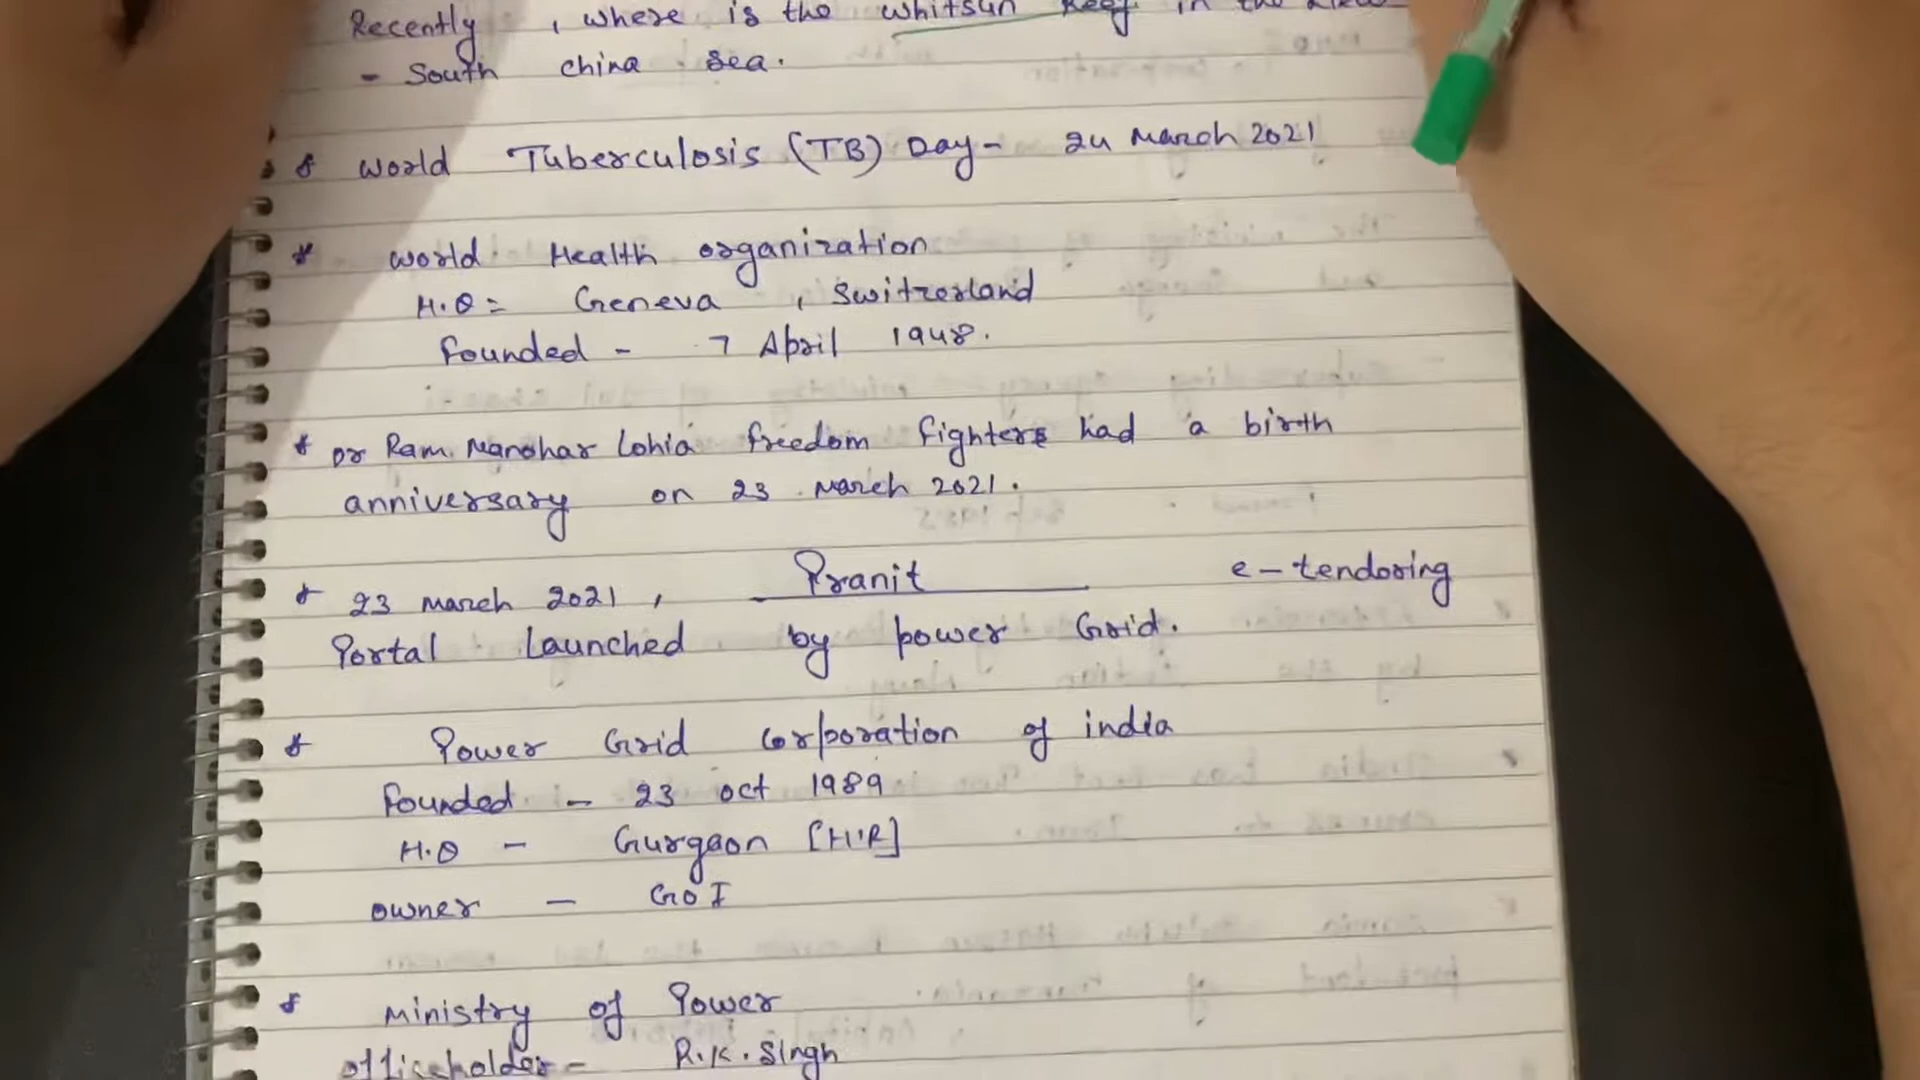 Recently , where is the whitsun Reef in the
- South china sea.
* world Tuberculosis (TB) Day - 24 March 2021
* world Health organization
H.Q = Geneva , Switzerland
founded - 7 April 1948.
* Dr Ram Manohar Lohia freedom fighters had a birth
anniversary on 23 March 2021.
* 23 march 2021 , Pranit e-tendoring
Portal Launched by power Grid.
* Power Grid Corporation of india
founded - 23 oct 1989
H.Q - Gurgaon [H.R]
owner - GOI
* Ministry of Power
officeholder - R.K. Singh